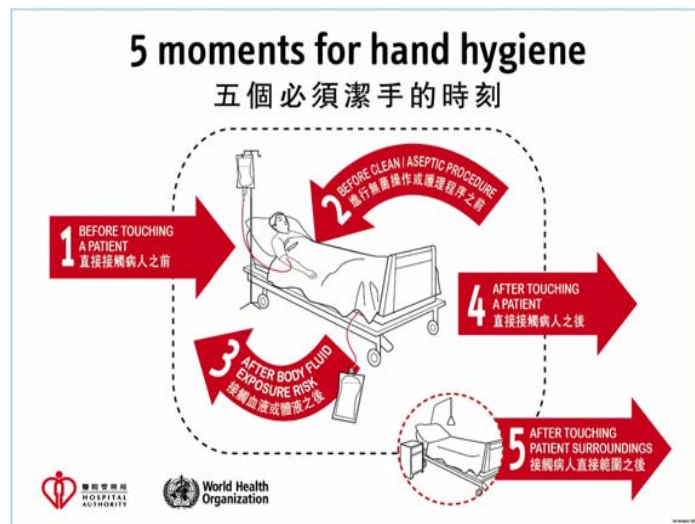 5 moments for hand hygiene
五個必須潔手的時刻
1
BEFORE TOUCHING
A PATIENT
直接接觸病人之前
2
BEFORE CLEAN / ASEPTIC PROCEDURE
進行無菌操作或護理程序之前
3
AFTER BODY FLUID
EXPOSURE RISK
接觸血液或體液之後
4
AFTER TOUCHING
A PATIENT
直接接觸病人之後
5
AFTER TOUCHING
PATIENT SURROUNDINGS
接觸病人直接範圍之後
醫院管理局
HOSPITAL
AUTHORITY
World Health
Organization